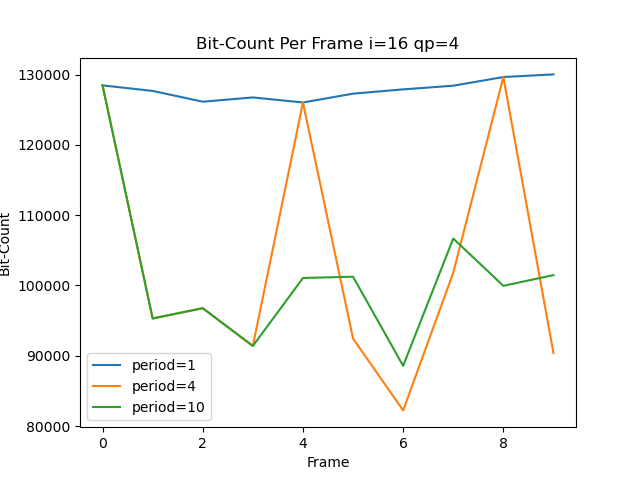 Bit-Count Per Frame i=16 qp=4
130000
120000
110000
100000
90000
80000
Bit-Count
period=1
period=4
period=10
0 2 4 6 8
Frame